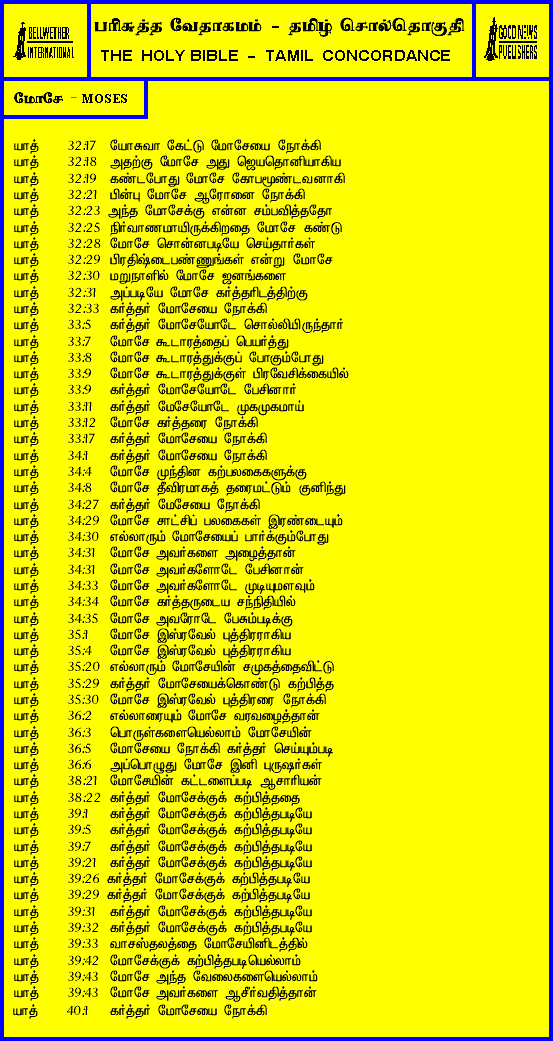 BELLWETHER
INTERNATIONAL
பரிசுத்த வேதாகமம் - தமிழ் சொல்தொகுதி
THE HOLY BIBLE - TAMIL CONCORDANCE
GOOD NEWS
PUBLISHERS
மோசே - MOSES
யாத் 32:17 யோசுவா கேட்டு மோசேயை நோக்கி
யாத் 32:18 அதற்கு மோசே அது ஜெயதொனியாகிய
யாத் 32:19 கண்டபோது மோசே கோபமூண்டவனாகி
யாத் 32:21 பின்பு மோசே ஆரோனை நோக்கி
யாத் 32:23 அந்த மோசேக்கு என்ன சம்பவித்ததோ
யாத் 32:25 நிர்வாணமாயிருக்கிறதை மோசே கண்டு
யாத் 32:28 மோசே சொன்னபடியே செய்தார்கள்
யாத் 32:29 பிரதிஷ்டைபண்ணுங்கள் என்று மோசே
யாத் 32:30 மறுநாளில் மோசே ஜனங்களை
யாத் 32:31 அப்படியே மோசே கர்த்தரிடத்திற்கு
யாத் 32:33 கர்த்தர் மோசேயை நோக்கி
யாத் 33:5 கர்த்தர் மோசேயோடே சொல்லியிருந்தார்
யாத் 33:7 மோசே கூடாரத்தைப் பெயர்த்து
யாத் 33:8 மோசே கூடாரத்துக்குப் போகும்போது
யாத் 33:9 மோசே கூடாரத்துக்குள் பிரவேசிக்கையில்
யாத் 33:9 கர்த்தர் மோசேயோடே பேசினார்
யாத் 33:11 கர்த்தர் மேசேயோடே முகமுகமாய்
யாத் 33:12 மோசே கர்த்தரை நோக்கி
யாத் 33:17 கர்த்தர் மோசேயை நோக்கி
யாத் 34:1 கர்த்தர் மோசேயை நோக்கி
யாத் 34:4 மோசே முந்தின கற்பலகைகளுக்கு
யாத் 34:8 மோசே தீவிரமாகத் தரைமட்டும் குனிந்து
யாத் 34:27 கர்த்தர் மேசேயை நோக்கி
யாத் 34:29 மோசே சாட்சிப் பலகைகள் இரண்டையும்
யாத் 34:30 எல்லாரும் மோசேயைப் பார்க்கும்போது
யாத் 34:31 மோசே அவர்களை அழைத்தான்
யாத் 34:31 மோசே அவர்களோடே பேசினான்
யாத் 34:33 மோசே அவர்களோடே முடியுமளவும்
யாத் 34:34 மோசே கர்த்தருடைய சந்நிதியில்
யாத் 34:35 மோசே அவரோடே பேசும்படிக்கு
யாத் 35:1 மோசே இஸ்ரவேல் புத்திரராகிய
யாத் 35:4 மோசே இஸ்ரவேல் புத்திரராகிய
யாத் 35:20 எல்லாரும் மோசேயின் சமுகத்தைவிட்டு
யாத் 35:29 கர்த்தர் மோசேயைக்கொண்டு கற்பித்த
யாத் 35:30 மோசே இஸ்ரவேல் புத்திரரை நோக்கி
யாத் 36:2 எல்லாரையும் மோசே வரவழைத்தான்
யாத் 36:3 பொருள்களையெல்லாம் மோசேயின்
யாத் 36:5 மோசேயை நோக்கி கர்த்தர் செய்யும்படி
யாத் 36:6 அப்பொழுது மோசே இனி புருஷர்கள்
யாத் 38:21 மோசேயின் கட்டளைப்படி ஆசாரியன்
யாத் 38:22 கர்த்தர் மோசேக்குக் கற்பித்ததை
யாத் 39:1 கர்த்தர் மோசேக்குக் கற்பித்தபடியே
யாத் 39:5 கர்த்தர் மோசேக்குக் கற்பித்தபடியே
யாத் 39:7 கர்த்தர் மோசேக்குக் கற்பித்தபடியே
யாத் 39:21 கர்த்தர் மோசேக்குக் கற்பித்தபடியே
யாத் 39:26 கர்த்தர் மோசேக்குக் கற்பித்தபடியே
யாத் 39:29 கர்த்தர் மோசேக்குக் கற்பித்தபடியே
யாத் 39:31 கர்த்தர் மோசேக்குக் கற்பித்தபடியே
யாத் 39:32 கர்த்தர் மோசேக்குக் கற்பித்தபடியே
யாத் 39:33 வாசஸ்தலத்தை மோசேயினிடத்தில்
யாத் 39:42 மோசேக்குக் கற்பித்தபடியெல்லாம்
யாத் 39:43 மோசே அந்த வேலைகளையெல்லாம்
யாத் 39:43 மோசே அவர்களை ஆசீர்வதித்தான்
யாத் 40:1 கர்த்தர் மோசேயை நோக்கி